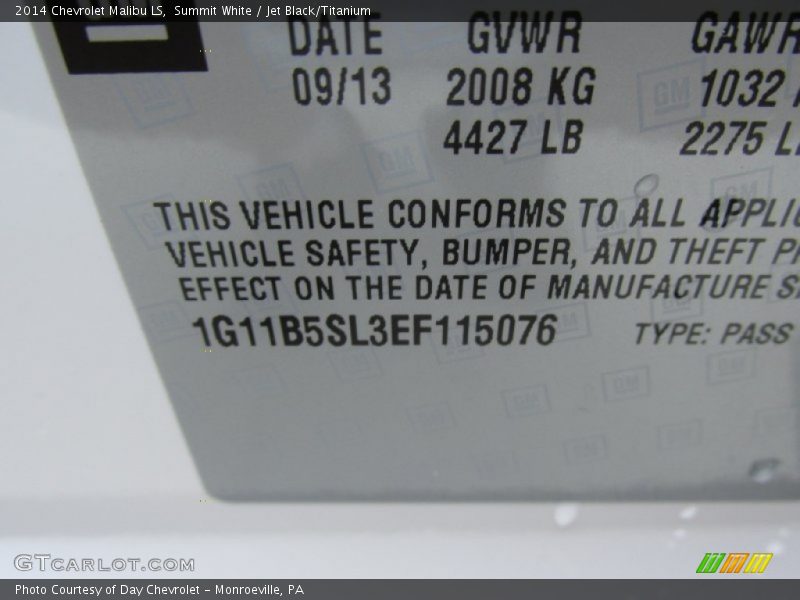 2014 Chevrolet Malibu LS, Summit White / Jet Black/Titanium
DATE GVWR GAWR
09/13 2008 KG 1032
4427 LB 2275
THIS VEHICLE CONFORMS TO ALL
VEHICLE SAFETY, BUMPER, AND THEFT
EFFECT ON THE DATE OF MANUFACTURE
1G11B5SL3EF115076 TYPE: PASS
GM
GTCARLOT.COM
Photo Courtesy of Day Chevrolet - Monroeville, PA